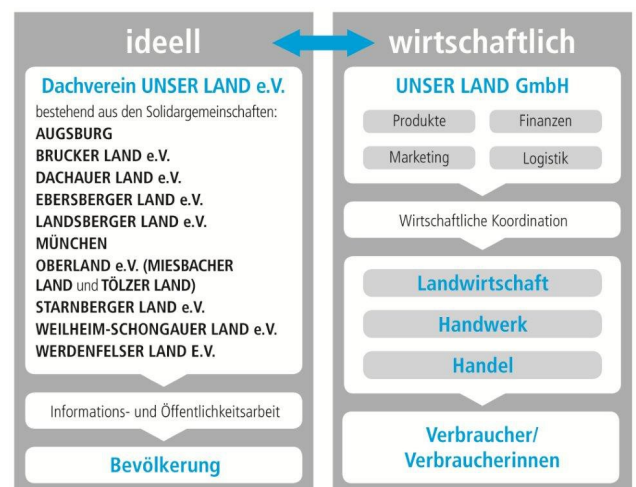 ideell
Dachverein UNSER LAND e.V.
bestehend aus den Solidargemeinschaften:
AUGSBURG
BRUCKER LAND e.V.
DACHAUER LAND e.V.
EBERSBERGER LAND e.V.
LANDSBERGER LAND e.V.
MÜNCHEN
OBERLAND e.V. (MIESBACHER
LAND und TÖLZER LAND)
STARNBERGER LAND e.V.
WEILHEIM-SCHONGAUER LAND e.V.
WERDENFELSER LAND E.V.
Informations- und Öffentlichkeitsarbeit
Bevölkerung
wirtschaftlich
UNSER LAND GmbH
Produkte
Finanzen
Marketing
Logistik
Wirtschaftliche Koordination
Landwirtschaft
Handwerk
Handel
Verbraucher/
Verbraucherinnen